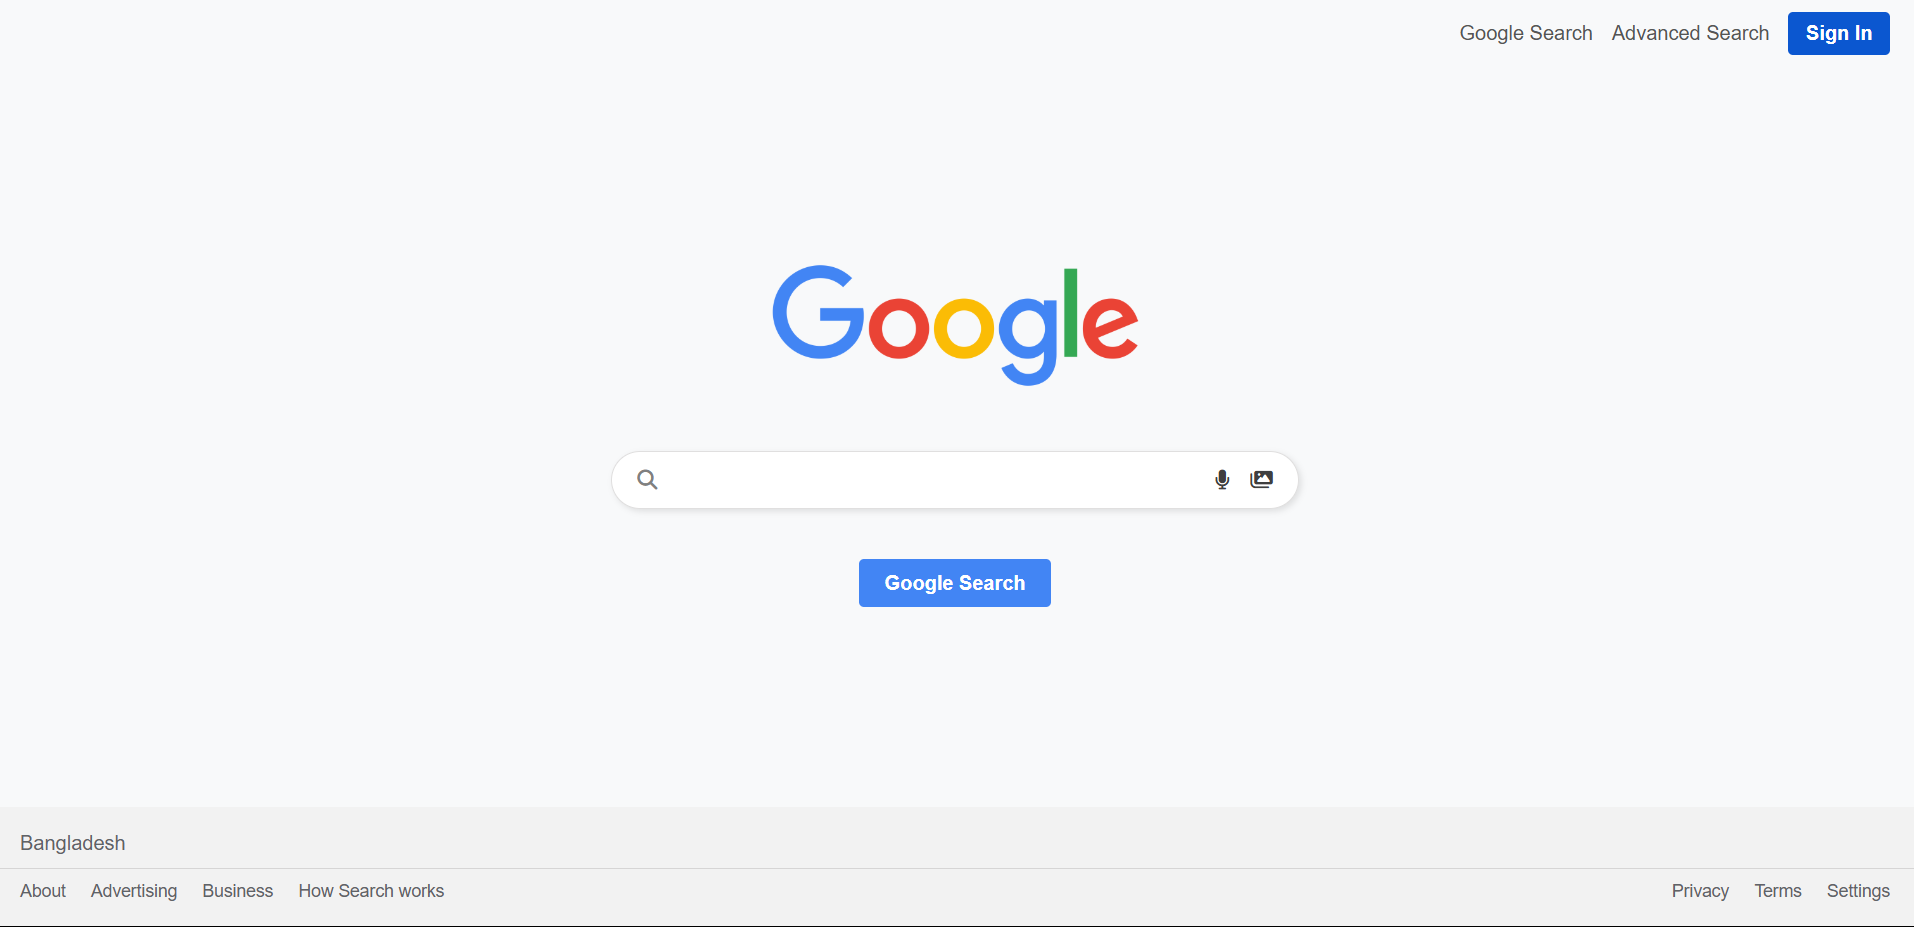 Google Search Advanced Search Sign In
Google
Google Search
Bangladesh
About Advertising Business How Search works Privacy Terms Settings